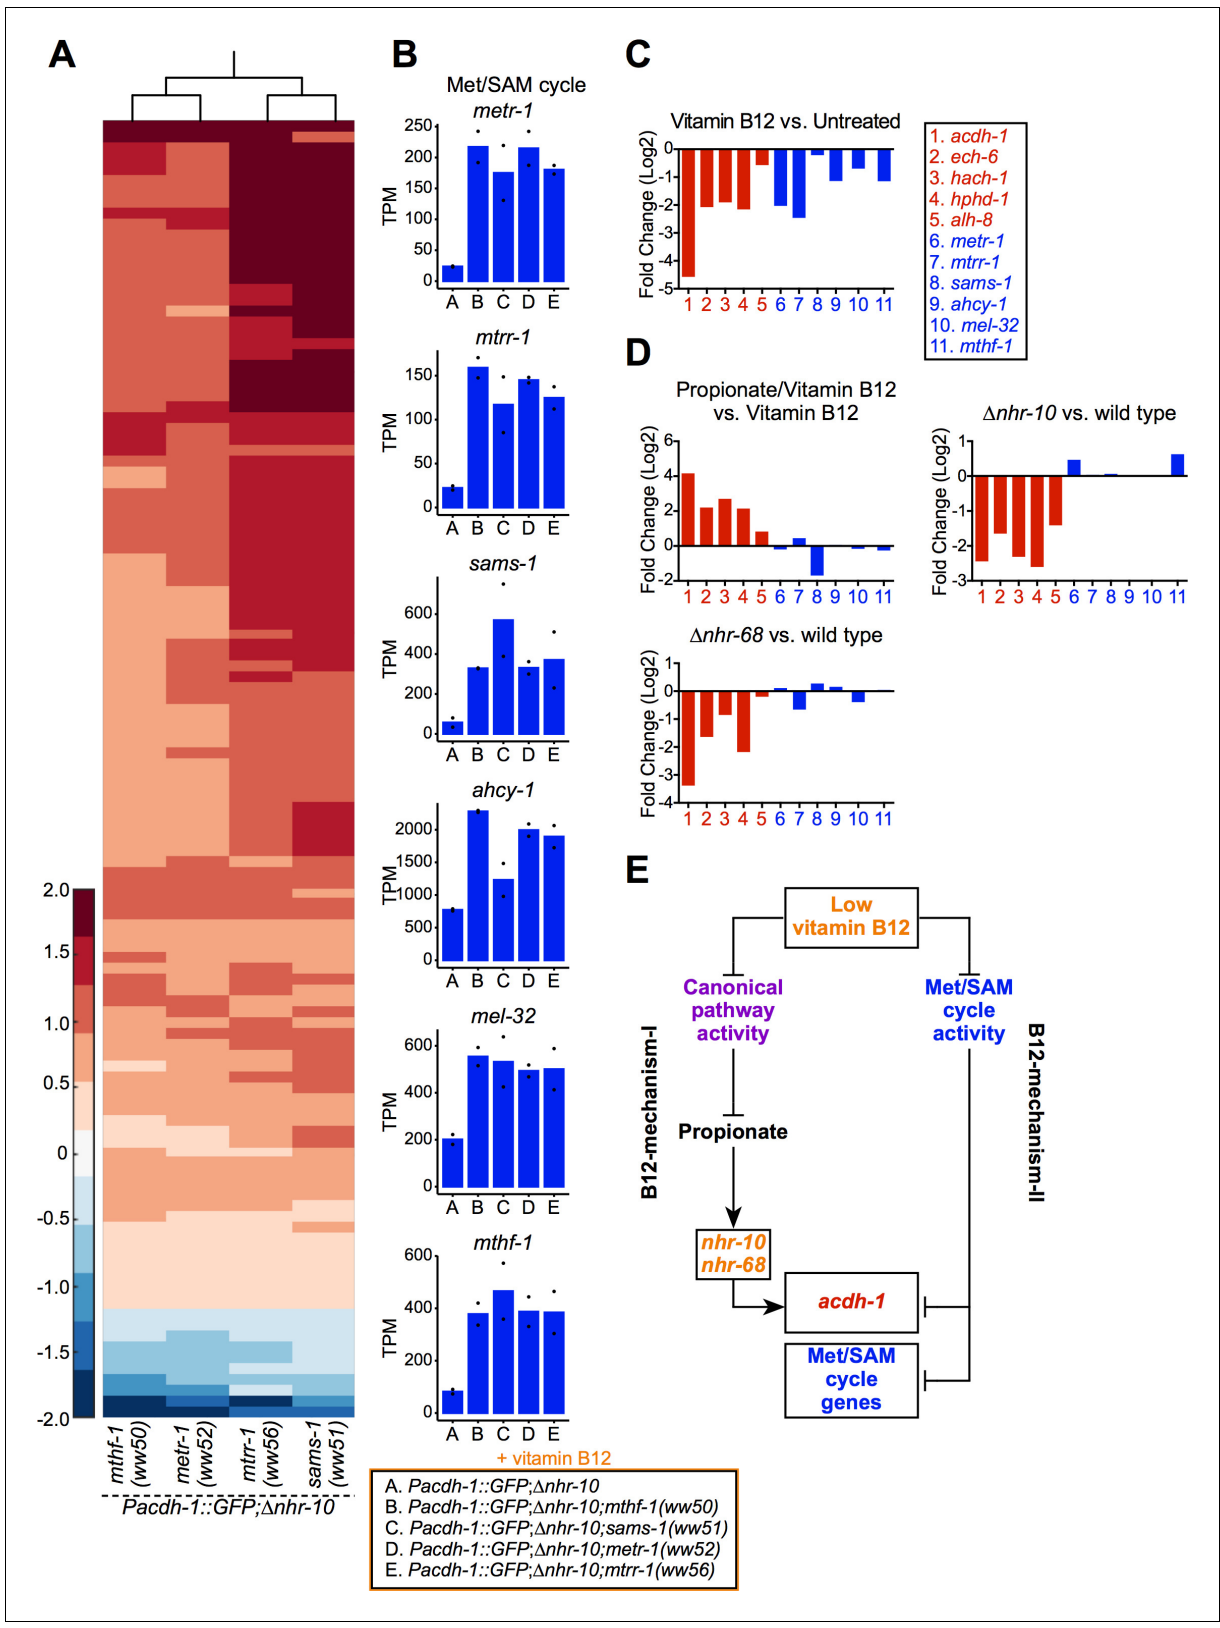 A
2.0
1.5
1.0
0.5
0
-0.5
-1.0
-1.5
-2.0
mthf-1
(ww50)
metr-1
(ww52)
mtrr-1
(ww56)
sams-1
(ww51)
Pacdh-1::GFP;Δnhr-10
B
Met/SAM cycle
metr-1
TPM
250
200
150
100
50
0
A B C D E
mtrr-1
TPM
150
100
50
0
A B C D E
sams-1
TPM
600
400
200
0
A B C D E
ahcy-1
TPM
2000
1500
1000
500
0
A B C D E
mel-32
TPM
600
400
200
0
A B C D E
mthf-1
TPM
600
400
200
0
A B C D E
+ vitamin B12
A. Pacdh-1::GFP;Δnhr-10
B. Pacdh-1::GFP;Δnhr-10;mthf-1(ww50)
C. Pacdh-1::GFP;Δnhr-10;sams-1(ww51)
D. Pacdh-1::GFP;Δnhr-10;metr-1(ww52)
E. Pacdh-1::GFP;Δnhr-10;mtrr-1(ww56)
C
Vitamin B12 vs. Untreated
Fold Change (Log2)
0
-1
-2
-3
-4
-5
1 2 3 4 5 6 7 8 9 10 11
1. acdh-1
2. ech-6
3. hach-1
4. hphd-1
5. alh-8
6. metr-1
7. mtrr-1
8. sams-1
9. ahcy-1
10. mel-32
11. mthf-1
D
Propionate/Vitamin B12
vs. Vitamin B12
Fold Change (Log2)
6
4
2
0
-2
1 2 3 4 5 6 7 8 9 10 11
Δnhr-10 vs. wild type
Fold Change (Log2)
1
0
-1
-2
-3
1 2 3 4 5 6 7 8 9 10 11
Δnhr-68 vs. wild type
Fold Change (Log2)
1
0
-1
-2
-3
-4
1 2 3 4 5 6 7 8 9 10 11
E
Low
vitamin B12
Canonical
pathway
activity
Met/SAM
cycle
activity
B12-mechanism-I
B12-mechanism-II
Propionate
nhr-10
nhr-68
acdh-1
Met/SAM
cycle
genes